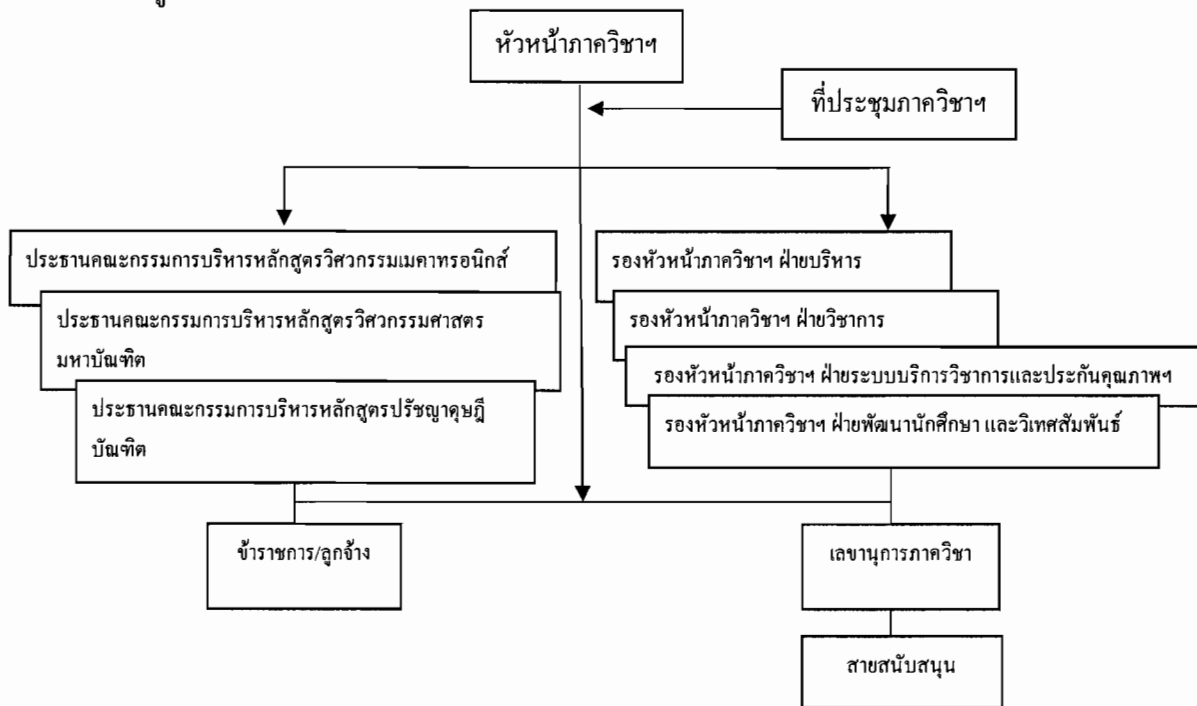 หัวหน้าภาควิชาฯ
ที่ประชุมภาควิชาฯ
ประธานคณะกรรมการบริหารหลักสูตรวิศวกรรมเมคาทรอนิกส์
ประธานคณะกรรมการบริหารหลักสูตรวิศวกรรมศาสตร
มหาบัณฑิต
ประธานคณะกรรมการบริหารหลักสูตรปรัชญาดุษฎี
บัณฑิต
รองหัวหน้าภาควิชาฯ ฝ่ายบริหาร
รองหัวหน้าภาควิชาฯ ฝ่ายวิชาการ
รองหัวหน้าภาควิชาฯ ฝ่ายระบบบริการวิชาการและประกันคุณภาพฯ
รองหัวหน้าภาควิชาฯ ฝ่ายพัฒนานักศึกษา และวิเทศสัมพันธ์
ข้าราชการ/ลูกจ้าง
เลขานุการภาควิชา
สายสนับสนุน